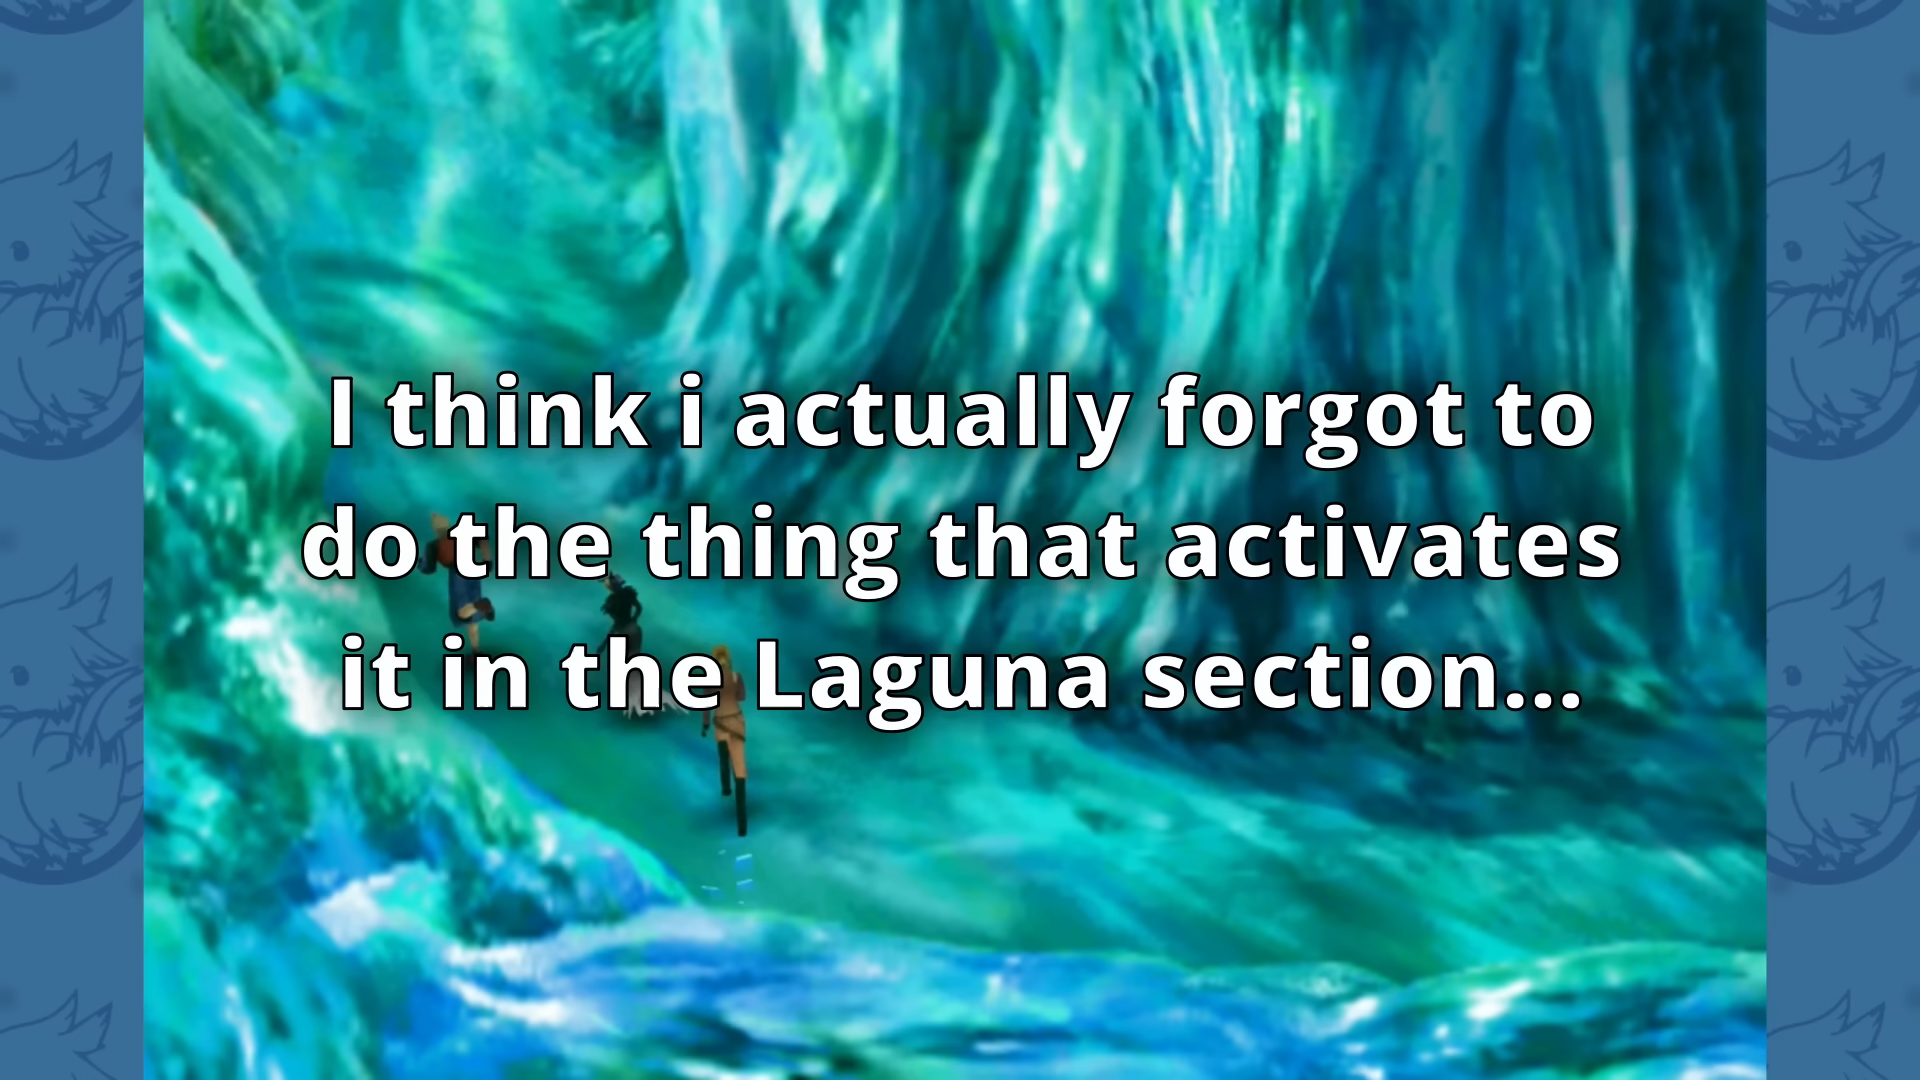 I think i actually forgot to
do the thing that activates
it in the Laguna section...